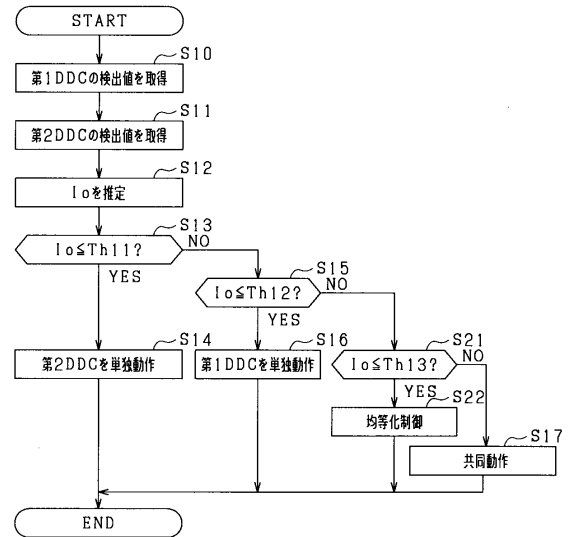 START
S10
第1DDCの検出値を取得
S11
第2DDCの検出値を取得
S12
Ioを推定
S13
Io≦Th11?
NO
YES
S15
Io≦Th12?
NO
YES
S14
第2DDCを単独動作
S16
第1DDCを単独動作
S21
Io≦Th13?
NO
YES
S22
均等化制御
S17
共同動作
END